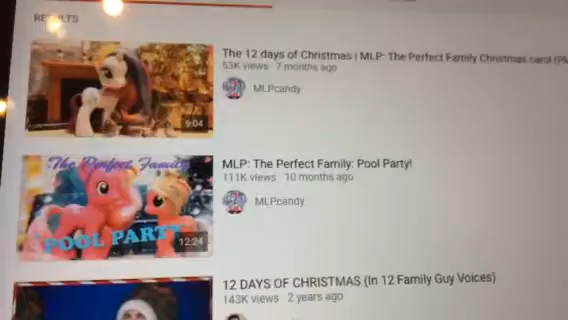 RESULTS
The 12 days of Christmas | MLP: The Perfect Family Christmas carol
53K views · 7 months ago
MLPcandy
9:04
The Perfect Family
POOL PARTY
12:24
MLP: The Perfect Family: Pool Party!
111K views · 10 months ago
MLPcandy
12 DAYS OF CHRISTMAS (In 12 Family Guy Voices)
143K views · 2 years ago